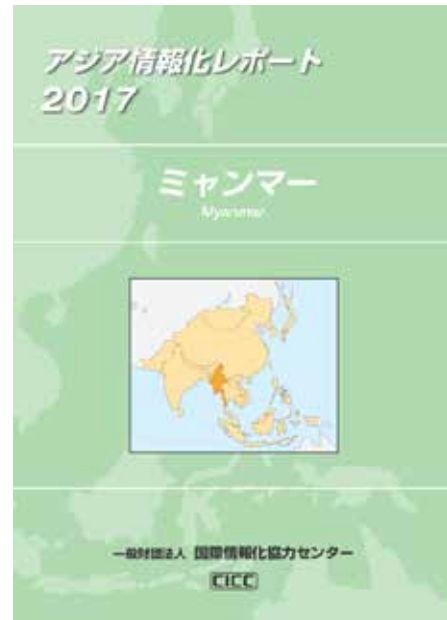 アジア情報化レポート
2017
ミャンマー
Myanmar
一般財団法人 国際情報化協力センター
CICC